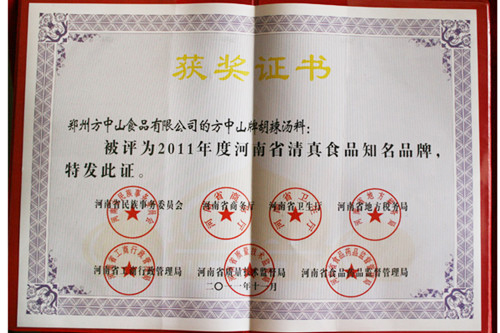 获奖证书
郑州方中山食品有限公司的方中山牌胡辣汤料：
被评为2011年度河南省清真食品知名品牌，
特发此证。
河南省民族事务委员会 河南省商务厅 河南省卫生厅 河南省地方税务局
河南省工商行政管理局 河南省质量技术监督局 河南省食品药品监督管理局
二〇一一年十一月